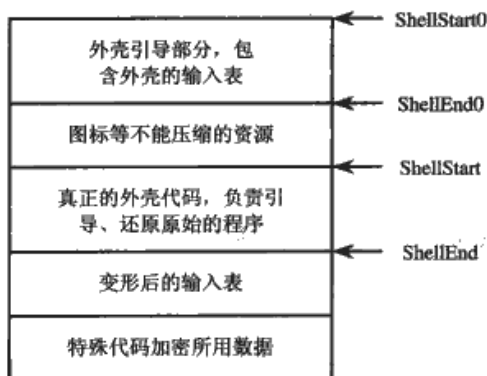 ShellStart0
外壳引导部分，包
含外壳的输入表
ShellEnd0
图标等不能压缩的资源
ShellStart
真正的外壳代码，负责引
导、还原原始的程序
ShellEnd
变形后的输入表
特殊代码加密所用数据